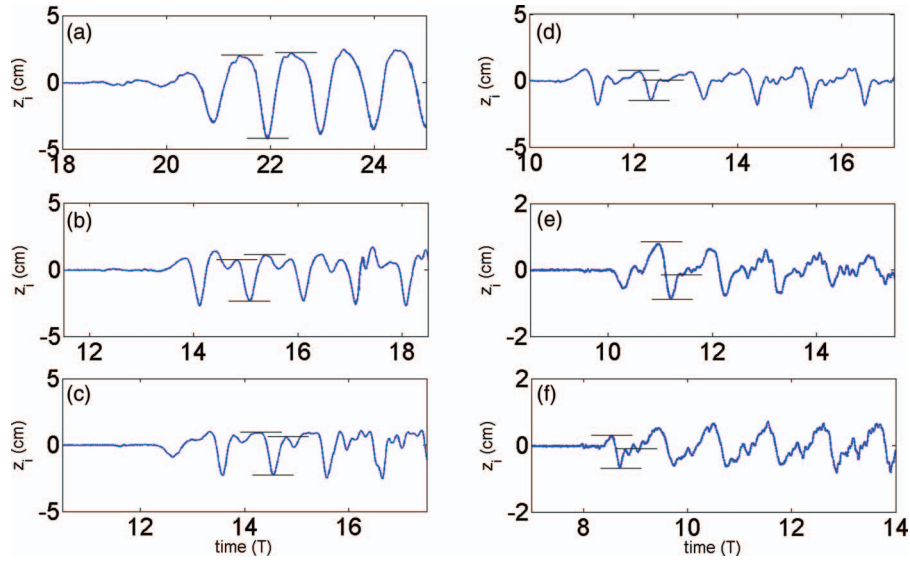 (a)
5
0
-5
z_i (cm)
18 20 22 24
(d)
5
0
-5
z_i (cm)
10 12 14 16
(b)
5
0
-5
z_i (cm)
12 14 16 18
(e)
2
0
-2
z_i (cm)
10 12 14
(c)
5
0
-5
z_i (cm)
12 14 16
time (T)
(f)
2
0
-2
z_i (cm)
8 10 12 14
time (T)